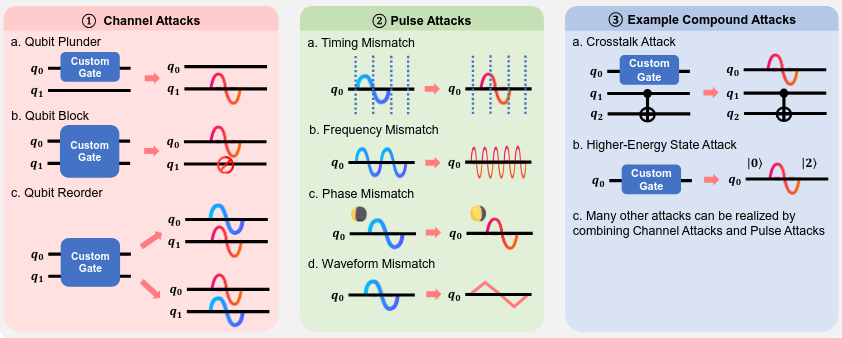 ① Channel Attacks
a. Qubit Plunder
q0
Custom
Gate
q1
q0
q1
b. Qubit Block
q0
q1
Custom
Gate
q0
q1
c. Qubit Reorder
q0
q1
Custom
Gate
q0
q1
q0
q1
② Pulse Attacks
a. Timing Mismatch
q0
q0
b. Frequency Mismatch
q0
q0
c. Phase Mismatch
q0
q0
d. Waveform Mismatch
q0
q0
③ Example Compound Attacks
a. Crosstalk Attack
q0
Custom
Gate
q1
q2
q0
q1
q2
b. Higher-Energy State Attack
q0
Custom
Gate
q0
|0⟩
|2⟩
c. Many other attacks can be realized by
combining Channel Attacks and Pulse Attacks